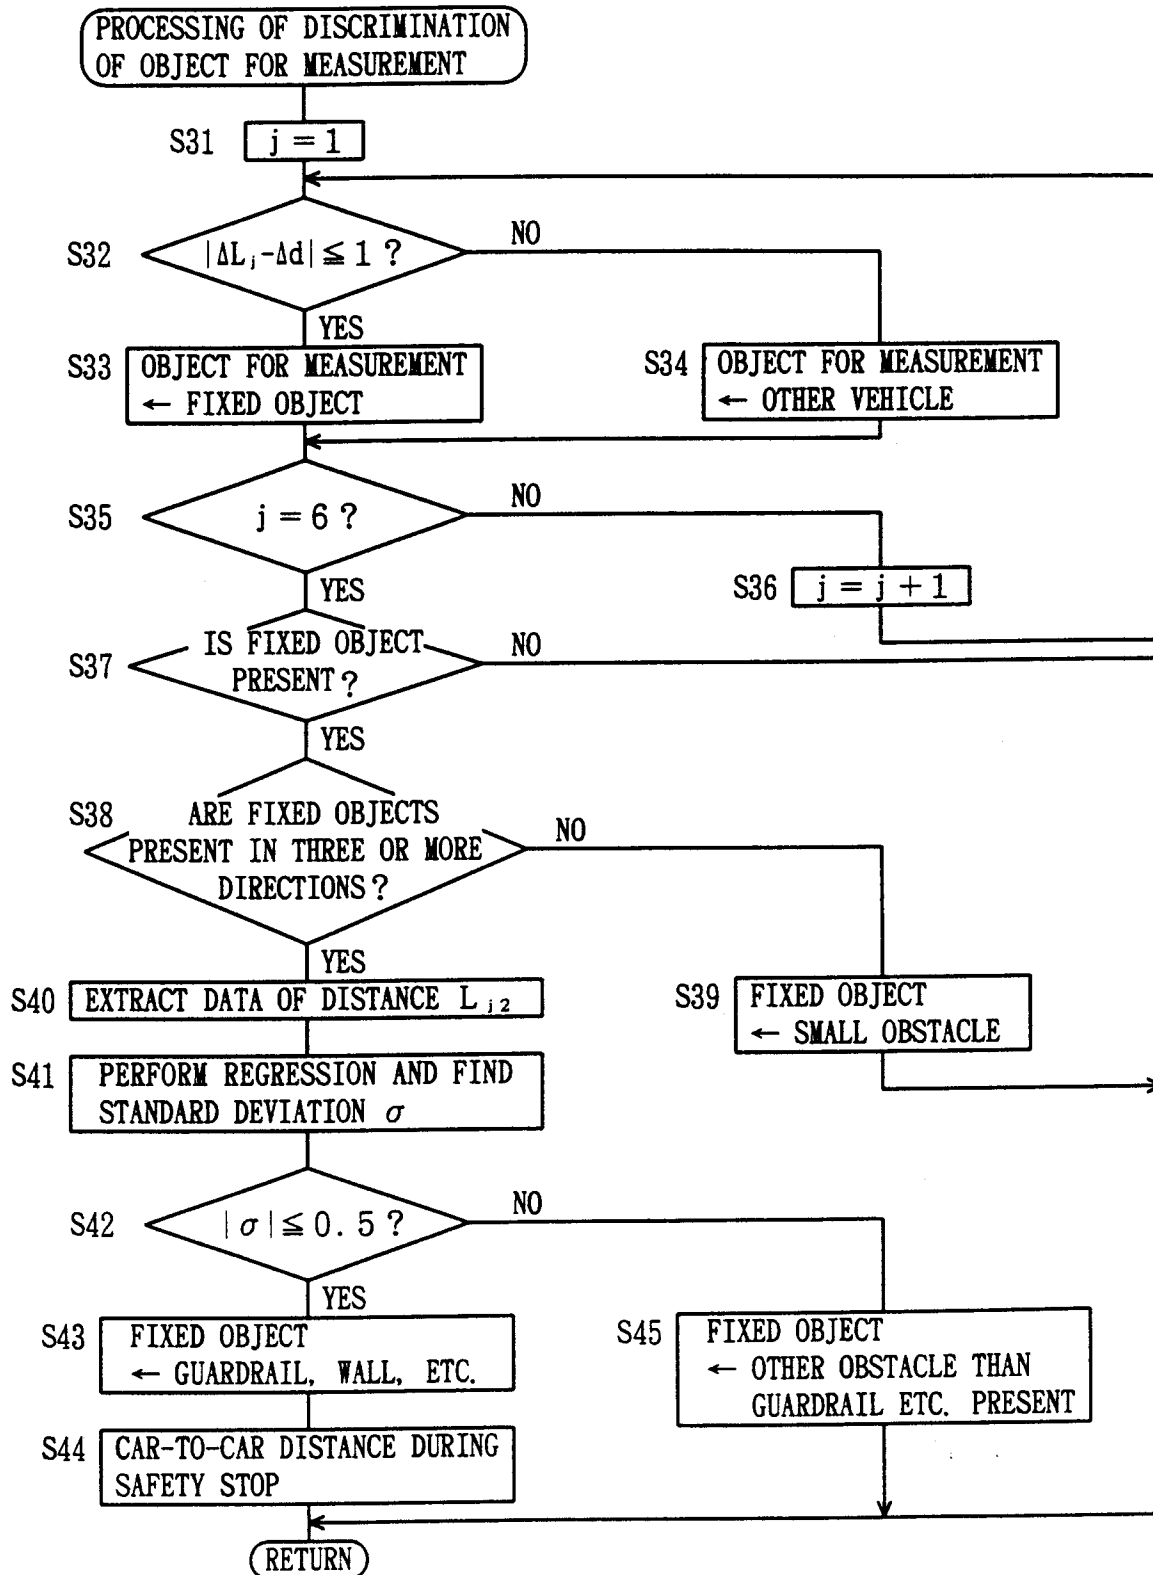 PROCESSING OF DISCRIMINATION
OF OBJECT FOR MEASUREMENT
S31
j = 1
S32
|ΔLj-Δd| ≦ 1 ?
NO
YES
S33
OBJECT FOR MEASUREMENT
← FIXED OBJECT
S34
OBJECT FOR MEASUREMENT
← OTHER VEHICLE
S35
j = 6 ?
NO
YES
S36
j = j + 1
S37
IS FIXED OBJECT
PRESENT?
NO
YES
S38
ARE FIXED OBJECTS
PRESENT IN THREE OR MORE
DIRECTIONS?
NO
YES
S39
FIXED OBJECT
← SMALL OBSTACLE
S40
EXTRACT DATA OF DISTANCE Lj2
S41
PERFORM REGRESSION AND FIND
STANDARD DEVIATION σ
S42
|σ| ≦ 0.5 ?
NO
YES
S43
FIXED OBJECT
← GUARDRAIL, WALL, ETC.
S45
FIXED OBJECT
← OTHER OBSTACLE THAN
GUARDRAIL ETC. PRESENT
S44
CAR-TO-CAR DISTANCE DURING
SAFETY STOP
RETURN